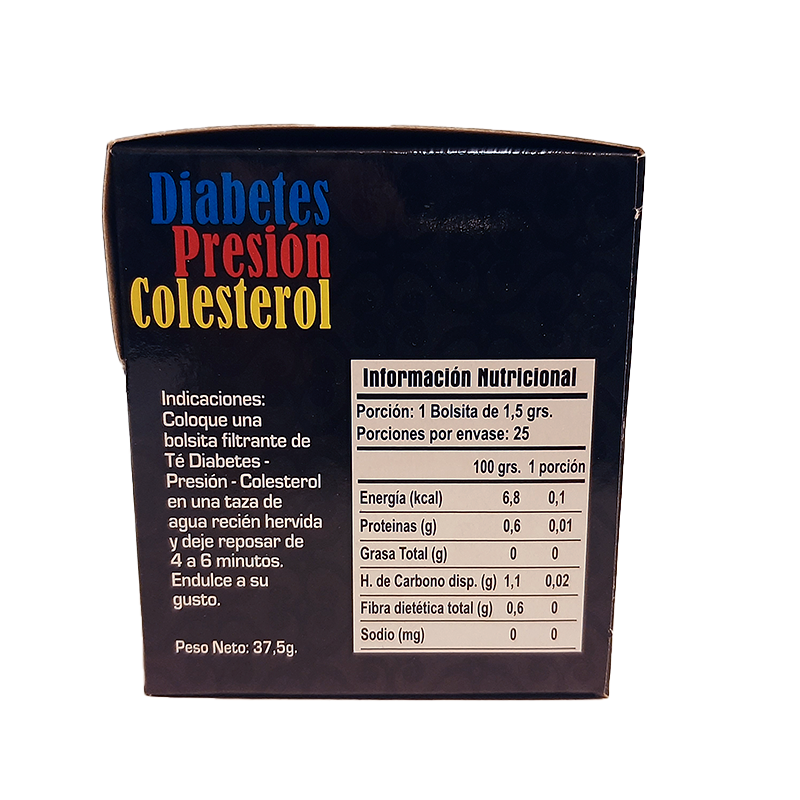 Diabetes
Presión
Colesterol
Indicaciones:
Coloque una
bolsita filtrante de
Té Diabetes -
Presión - Colesterol
en una taza de
agua recién hervida
y deje reposar de
4 a 6 minutos.
Endulce a su
gusto.
Peso Neto: 37,5g.
Información Nutricional
Porción: 1 Bolsita de 1,5 grs.
Porciones por envase: 25
100 grs. 1 porción
Energía (kcal) 6,8 0,1
Proteinas (g) 0,6 0,01
Grasa Total (g) 0 0
H. de Carbono disp. (g) 1,1 0,02
Fibra dietética total (g) 0,6 0
Sodio (mg) 0 0